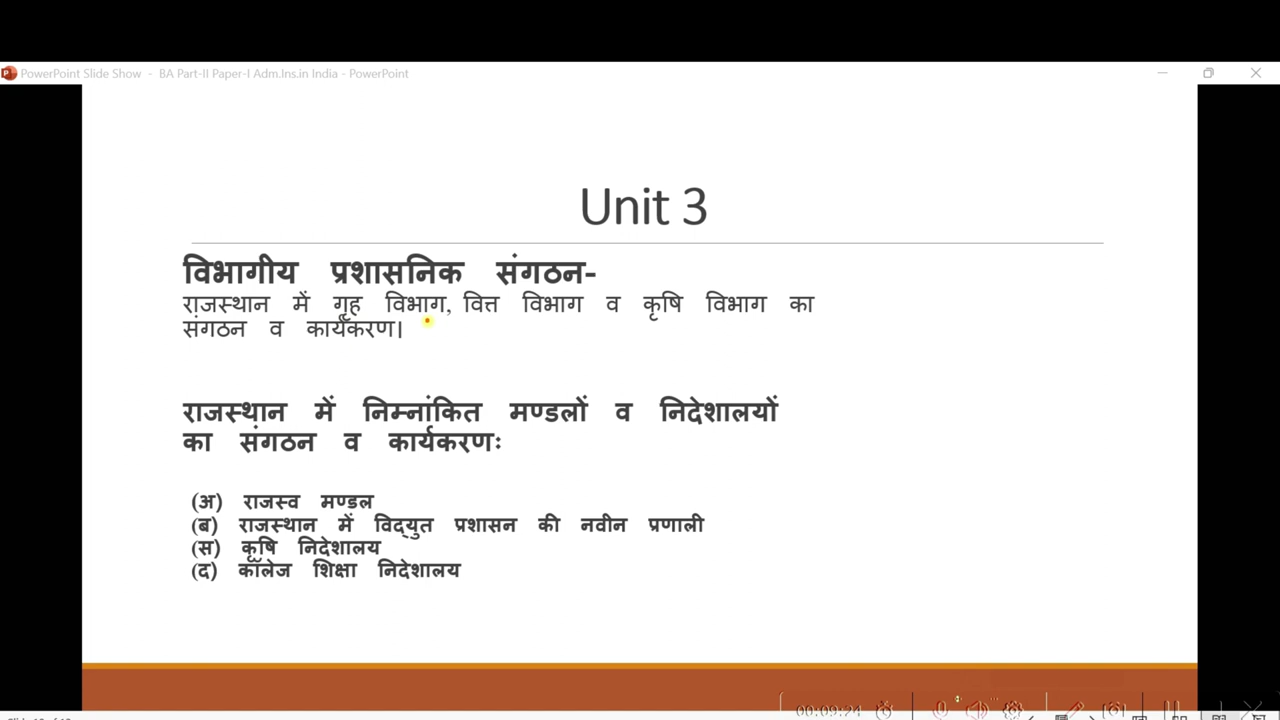 PowerPoint Slide Show - BA Part-II Paper-I Adm.Ins.in India - PowerPoint
Unit 3
विभागीय प्रशासनिक संगठन-
राजस्थान में गृह विभाग, वित्त विभाग व कृषि विभाग का
संगठन व कार्यकरण।
राजस्थान में निम्नांकित मण्डलों व निदेशालयों
का संगठन व कार्यकरणः
(अ) राजस्व मण्डल
(ब) राजस्थान में विद्युत प्रशासन की नवीन प्रणाली
(स) कृषि निदेशालय
(द) कॉलेज शिक्षा निदेशालय
00:09:24